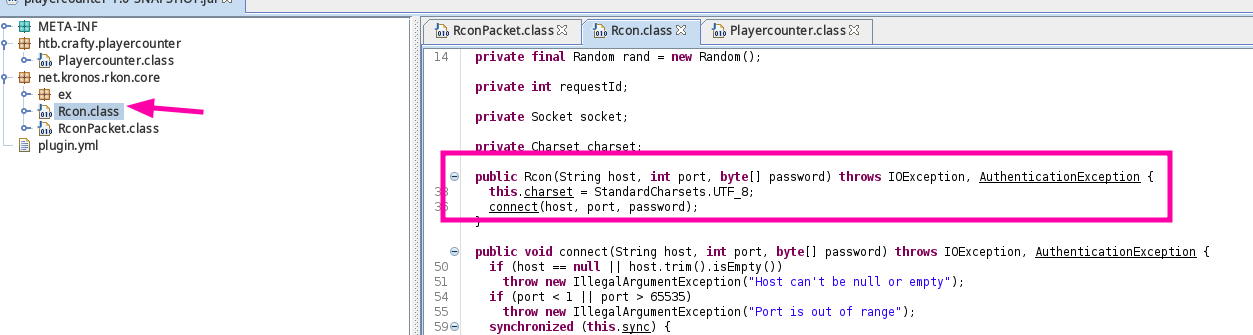 playercounter-1.0-SNAPSHOT.jar
META-INF
htb.crafty.playercounter
Playercounter.class
net.kronos.rkon.core
ex
Rcon.class
RconPacket.class
plugin.yml
RconPacket.class Rcon.class Playercounter.class
14 private final Random rand = new Random();
private int requestId;
private Socket socket;
private Charset charset;
public Rcon(String host, int port, byte[] password) throws IOException, AuthenticationException {
this.charset = StandardCharsets.UTF_8;
connect(host, port, password);
}
public void connect(String host, int port, byte[] password) throws IOException, AuthenticationException {
50 if (host == null || host.trim().isEmpty())
51 throw new IllegalArgumentException("Host can't be null or empty");
54 if (port < 1 || port > 65535)
55 throw new IllegalArgumentException("Port is out of range");
59 synchronized (this.sync) {